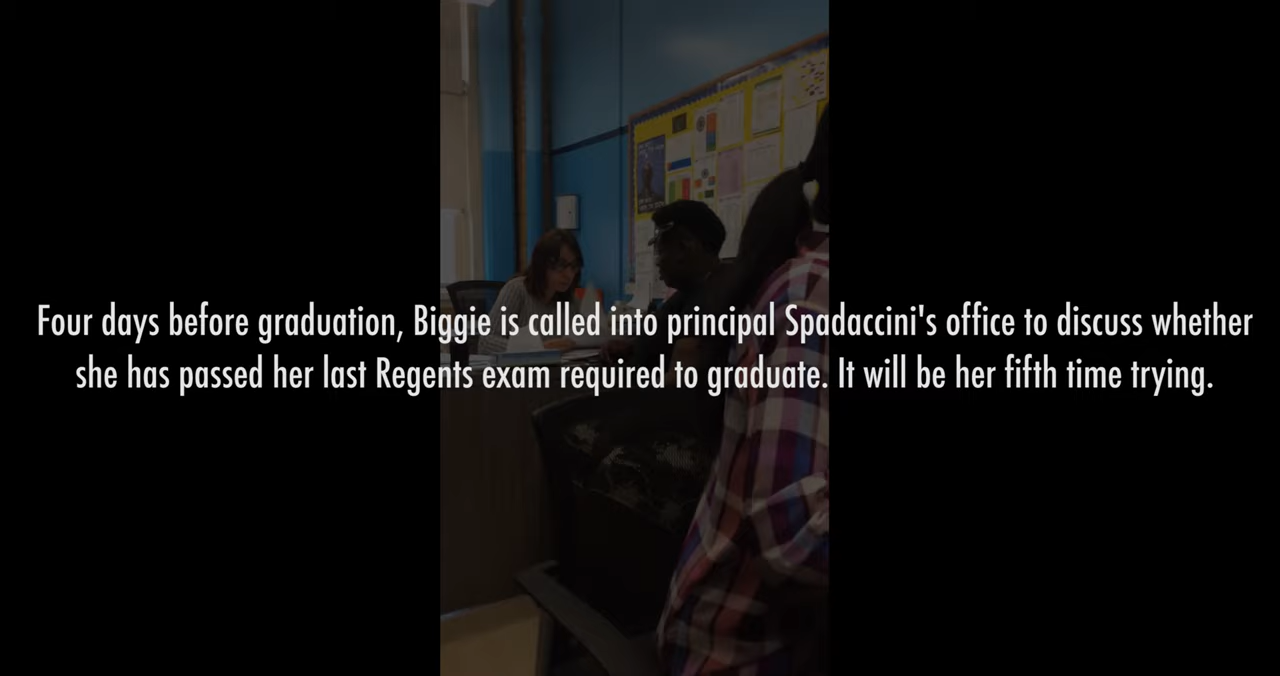 Four days before graduation, Biggie is called into principal Spadaccini's office to discuss whether
she has passed her last Regents exam required to graduate. It will be her fifth time trying.